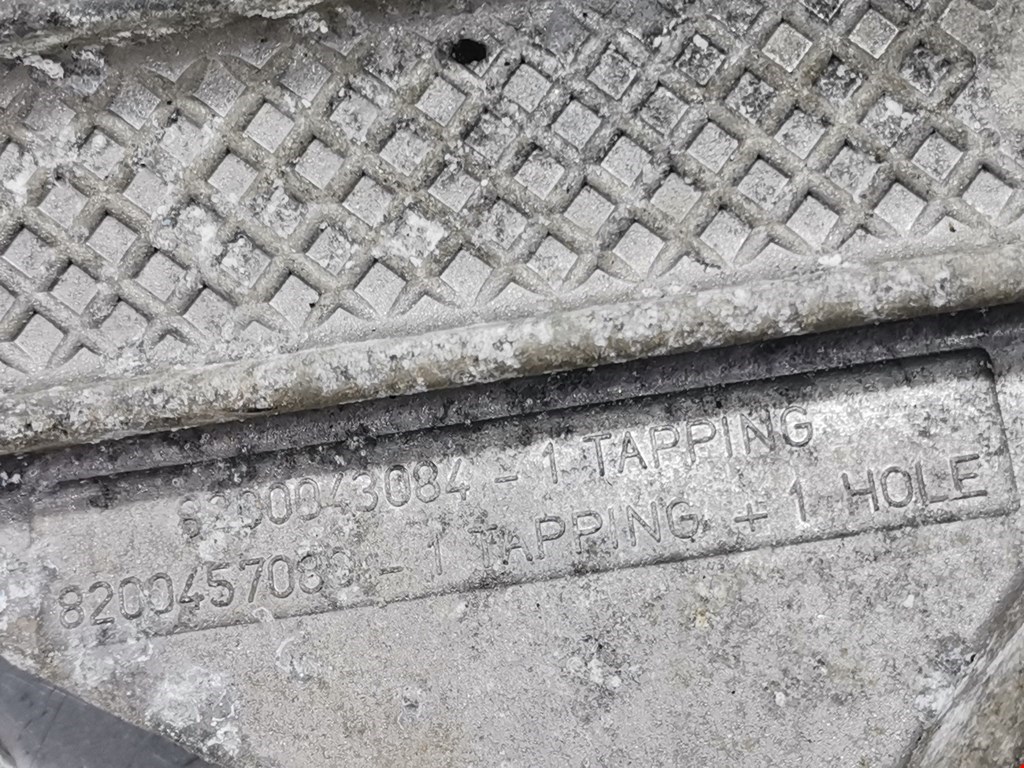 8200043084 - 1 TAPPING
- 1 TAPPING + 1 HOLE